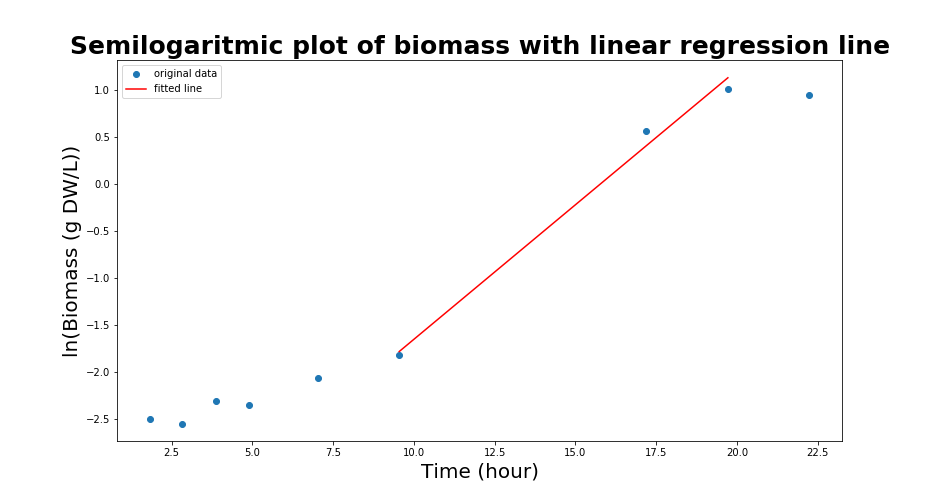 Semilogaritmic plot of biomass with linear regression line
original data
fitted line
1.0
0.5
0.0
−0.5
−1.0
−1.5
−2.0
−2.5
ln(Biomass (g DW/L))
2.5 5.0 7.5 10.0 12.5 15.0 17.5 20.0 22.5
Time (hour)